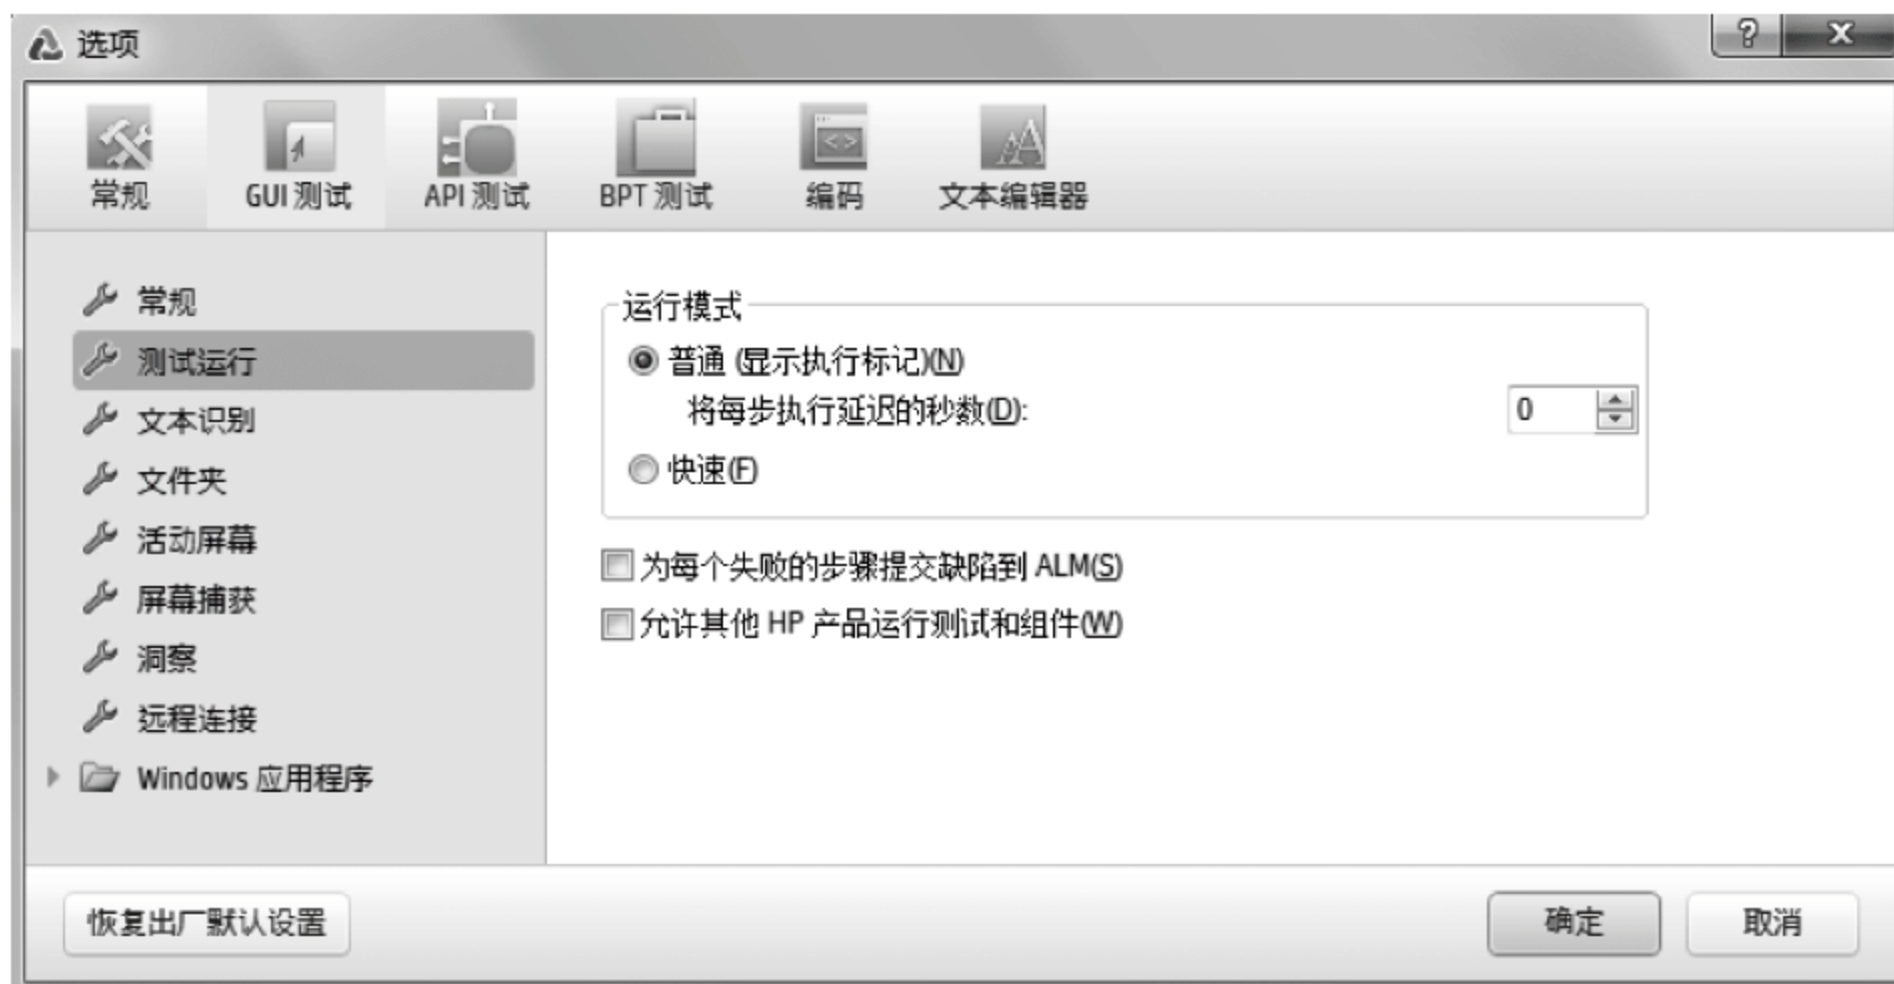 选项
常规 GUI 测试 API 测试 BPT 测试 编码 文本编辑器
常规
测试运行
文本识别
文件夹
活动屏幕
屏幕捕获
洞察
远程连接
Windows 应用程序
运行模式
普通 (显示执行标记)(N)
将每步执行延迟的秒数(D): 0
快速(F)
为每个失败的步骤提交缺陷到 ALM(S)
允许其他 HP 产品运行测试和组件(W)
恢复出厂默认设置 确定 取消